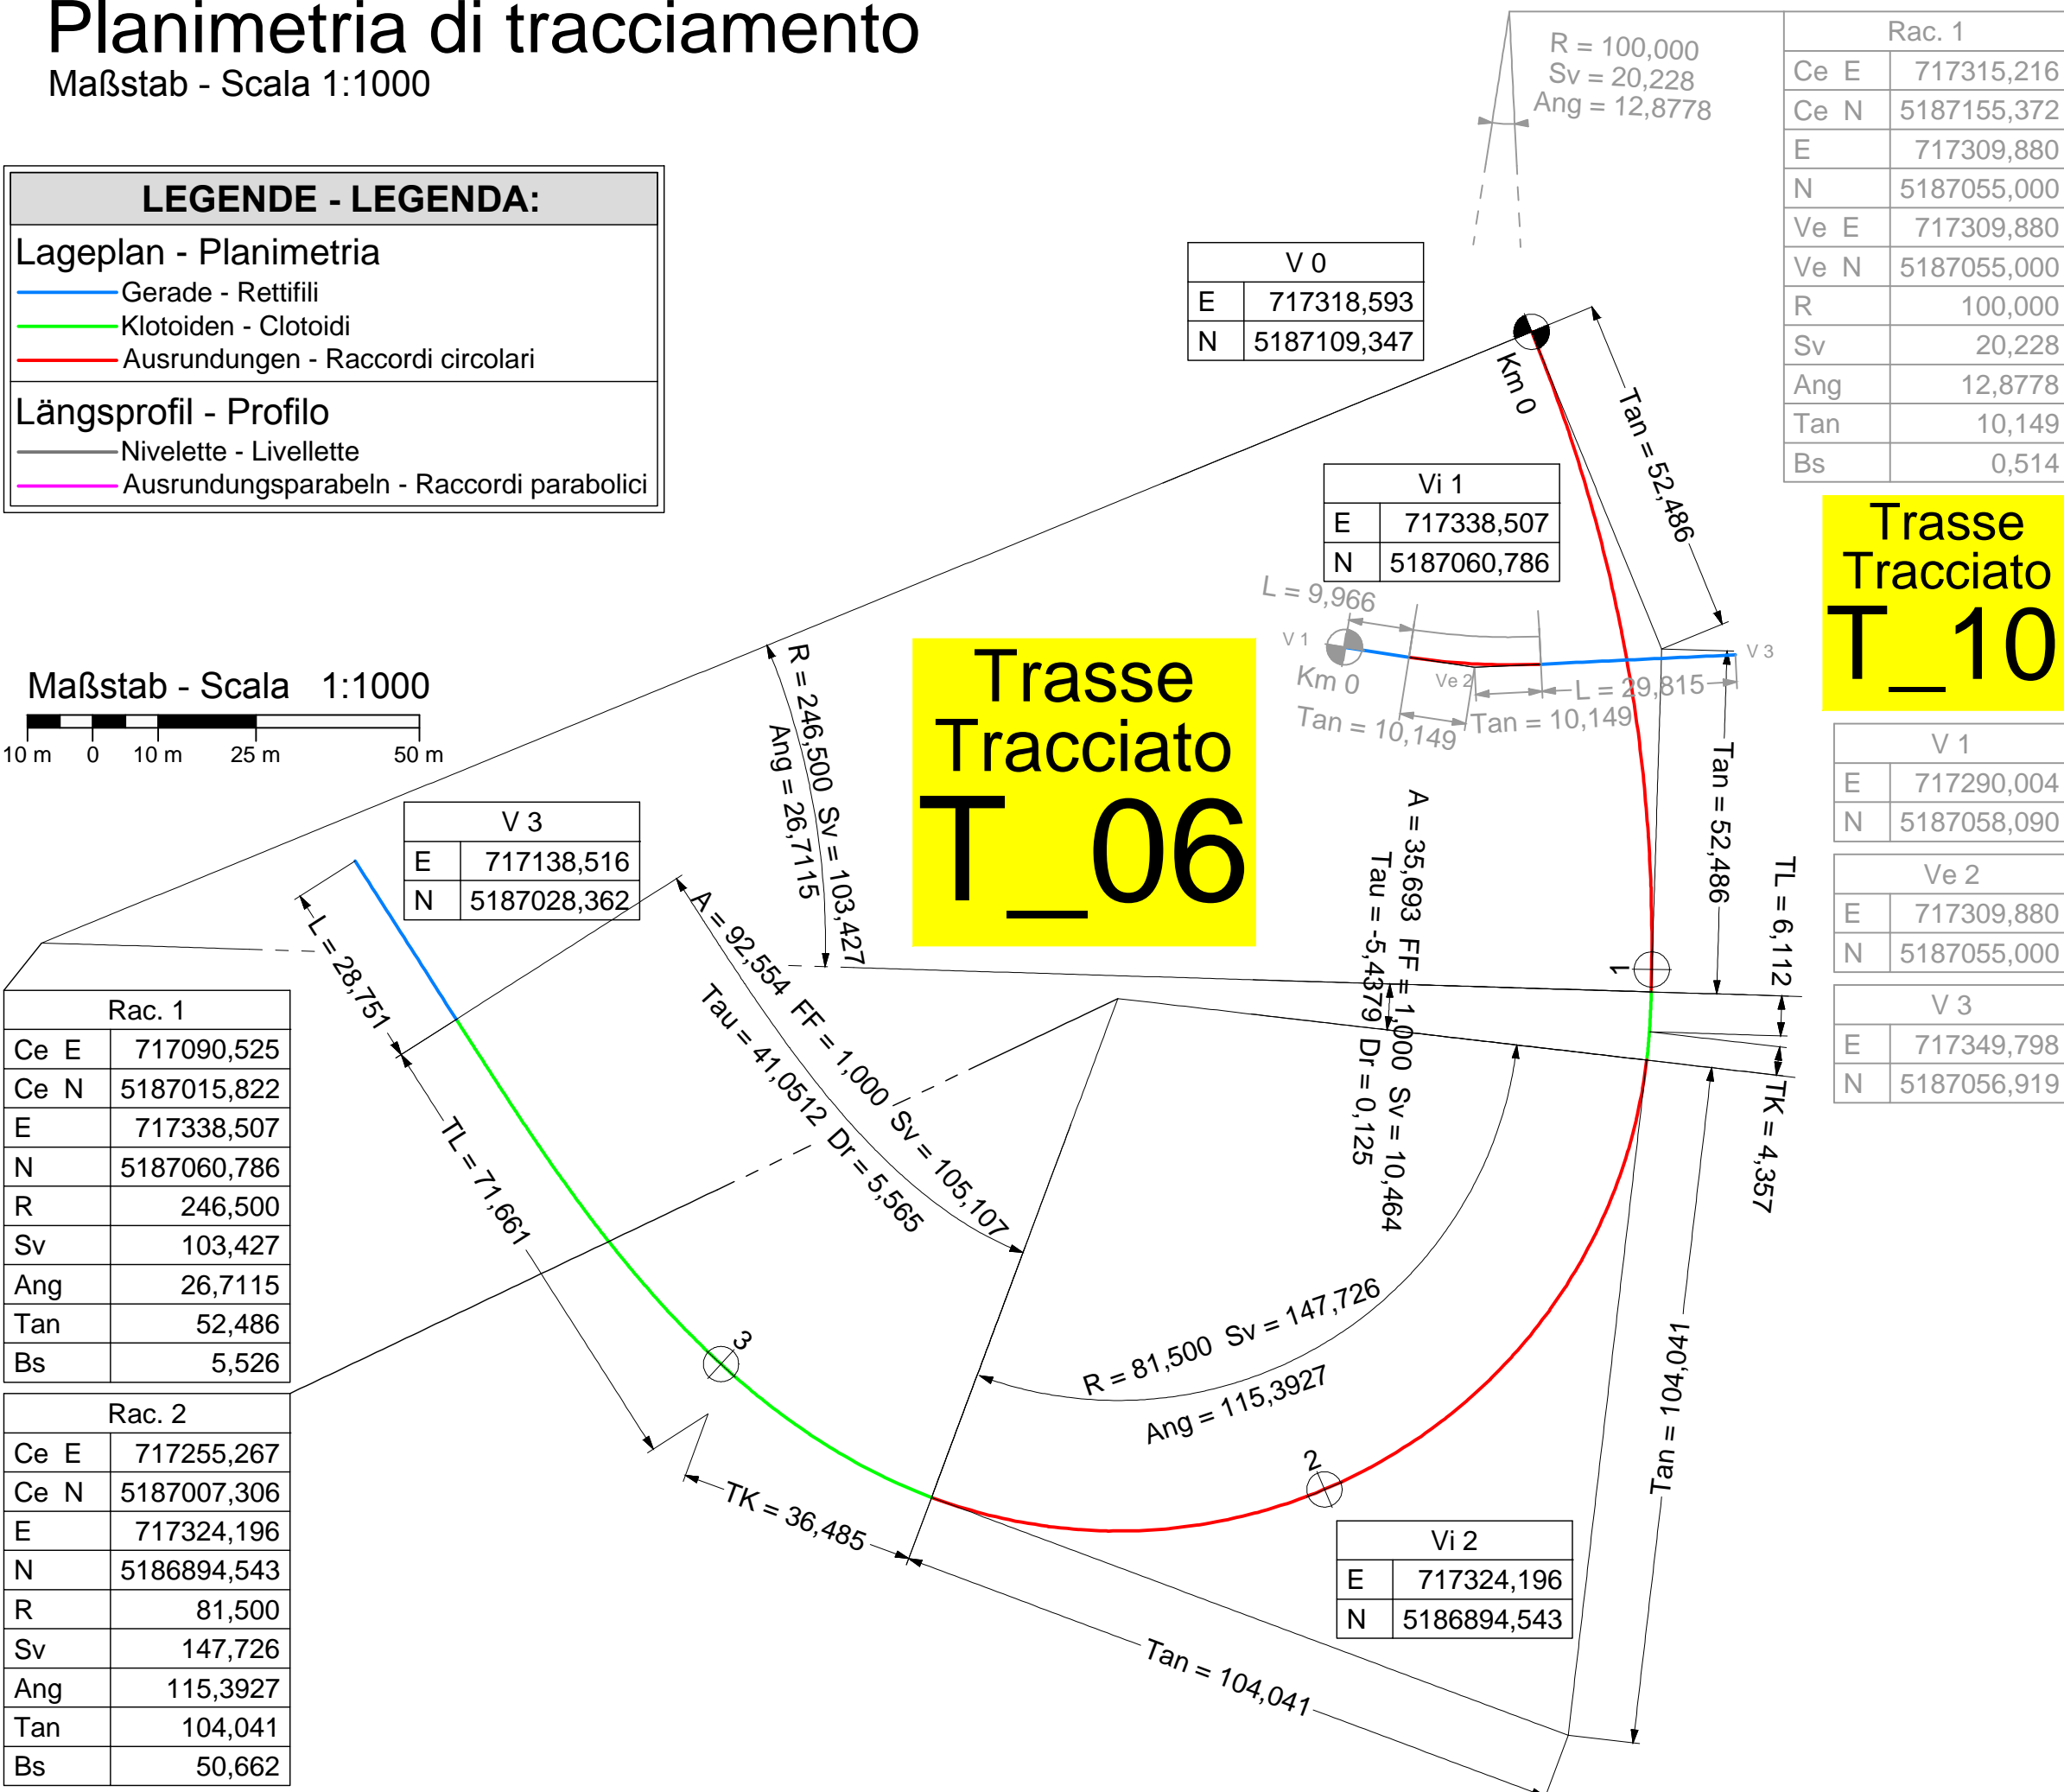 Planimetria di tracciamento
Maßstab - Scala 1:1000
LEGENDE - LEGENDA:
Lageplan - Planimetria
Gerade - Rettifili
Klotoiden - Clotoidi
Ausrundungen - Raccordi circolari
Längsprofil - Profilo
Nivelette - Livellette
Ausrundungsparabeln - Raccordi parabolici
Maßstab - Scala 1:1000
10 m 0 10 m 25 m 50 m
R = 100,000
Sv = 20,228
Ang = 12,8778
Rac. 1
Ce E 717315,216
Ce N 5187155,372
E 717309,880
N 5187055,000
Ve E 717309,880
Ve N 5187055,000
R 100,000
Sv 20,228
Ang 12,8778
Tan 10,149
Bs 0,514
V 0
E 717318,593
N 5187109,347
Km 0
Tan = 52,486
Vi 1
E 717338,507
N 5187060,786
Trasse
Tracciato
T_10
L = 9,966
V 1
Km 0
Ve 2
V 3
L = 29,815
Tan = 10,149
Tan = 10,149
Trasse
Tracciato
T_06
R = 246,500 Sv = 103,427
Ang = 26,7115
Tan = 52,486
V 1
E 717290,004
N 5187058,090
Ve 2
E 717309,880
N 5187055,000
V 3
E 717349,798
N 5187056,919
V 3
E 717138,516
N 5187028,362
L = 28,751
A = 92,554 FF = 1,000 Sv = 105,107
Tau = 41,0512 Dr = 5,565
A = 35,693 FF = 1,000 Sv = 10,464
Tau = -5,4379 Dr = 0,125
TL = 6,112
TK = 4,357
1
Rac. 1
Ce E 717090,525
Ce N 5187015,822
E 717338,507
N 5187060,786
R 246,500
Sv 103,427
Ang 26,7115
Tan 52,486
Bs 5,526
TL = 71,661
3
TK = 36,485
R = 81,500 Sv = 147,726
Ang = 115,3927
2
Tan = 104,041
Rac. 2
Ce E 717255,267
Ce N 5187007,306
E 717324,196
N 5186894,543
R 81,500
Sv 147,726
Ang 115,3927
Tan 104,041
Bs 50,662
Vi 2
E 717324,196
N 5186894,543
Tan = 104,041